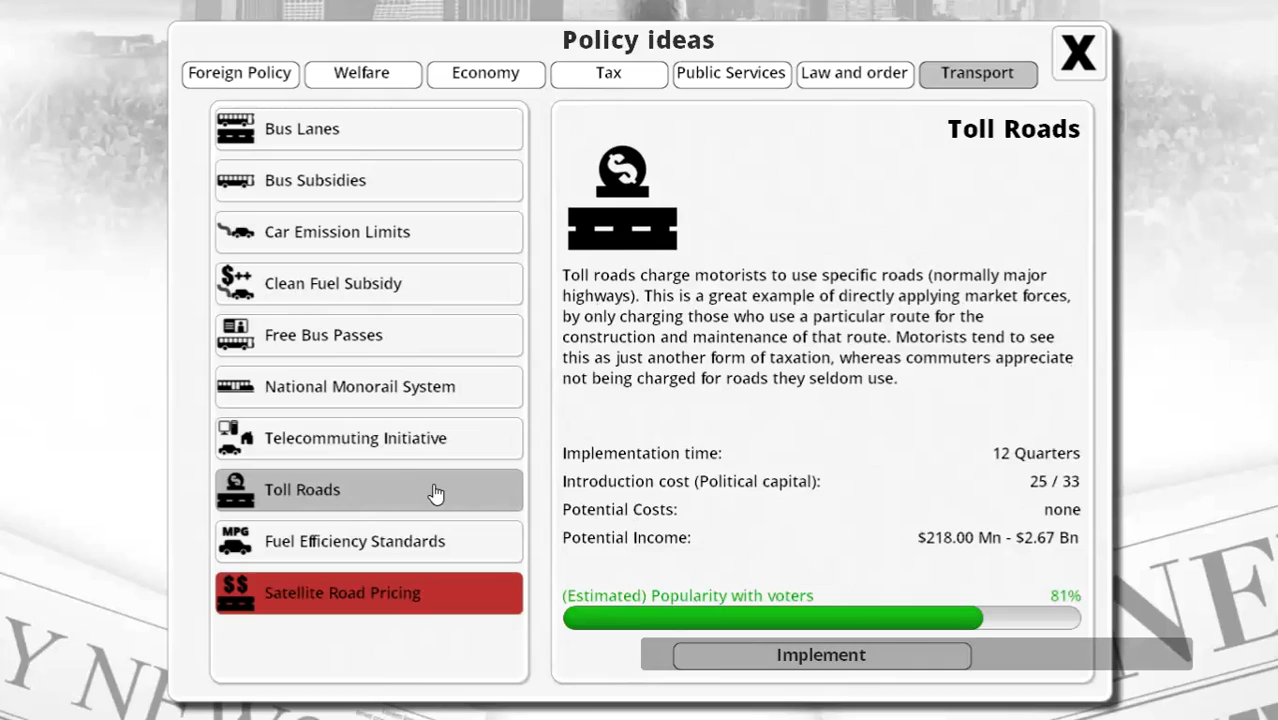 Policy ideas
X
Foreign Policy
Welfare
Economy
Tax
Public Services
Law and order
Transport
Bus Lanes
Bus Subsidies
Car Emission Limits
$++
Clean Fuel Subsidy
Free Bus Passes
National Monorail System
Telecommuting Initiative
$
Toll Roads
MPG
Fuel Efficiency Standards
$$
Satellite Road Pricing
Toll Roads
$
Toll roads charge motorists to use specific roads (normally major
highways). This is a great example of directly applying market forces,
by only charging those who use a particular route for the
construction and maintenance of that route. Motorists tend to see
this as just another form of taxation, whereas commuters appreciate
not being charged for roads they seldom use.
Implementation time: 12 Quarters
Introduction cost (Political capital): 25 / 33
Potential Costs: none
Potential Income: $218.00 Mn - $2.67 Bn
(Estimated) Popularity with voters 81%
Implement
Y NEW
NEW